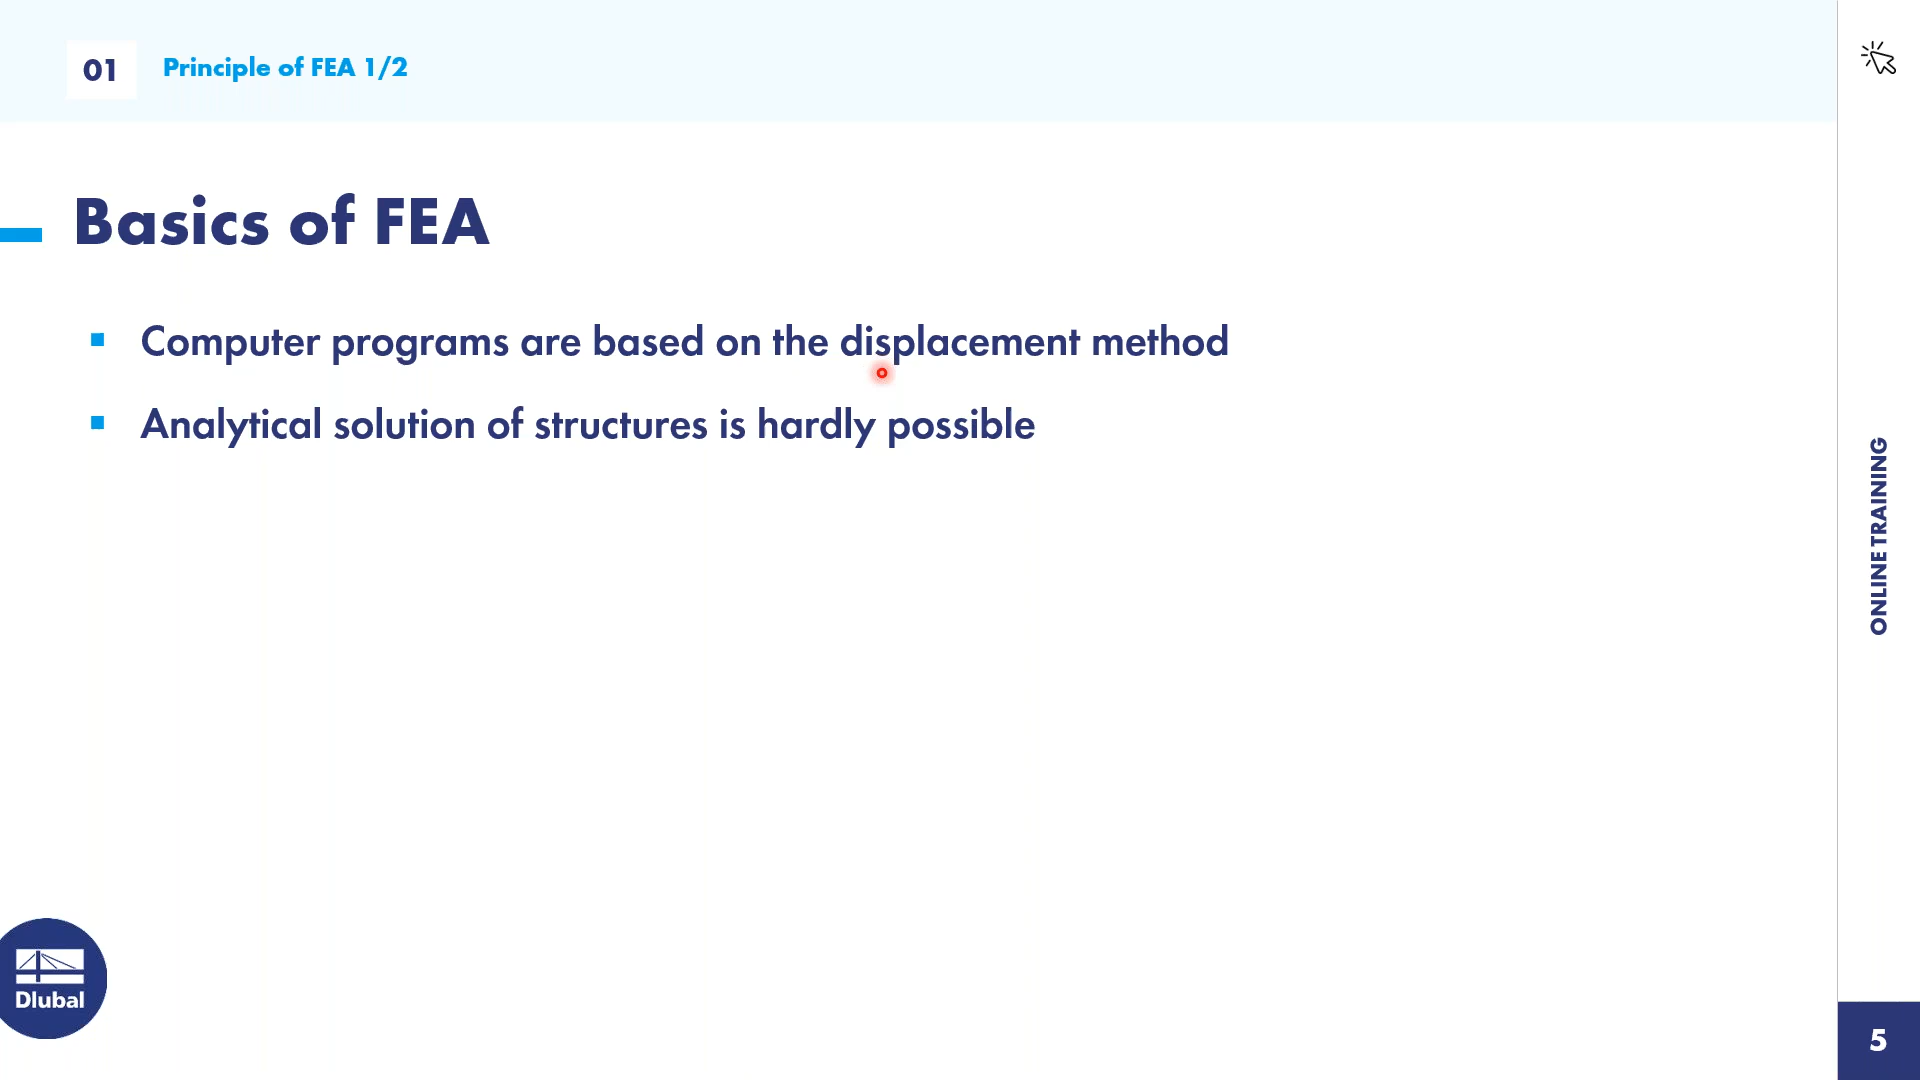 01
Principle of FEA 1/2
Basics of FEA
Computer programs are based on the displacement method
Analytical solution of structures is hardly possible
ONLINE TRAINING
Dlubal
5